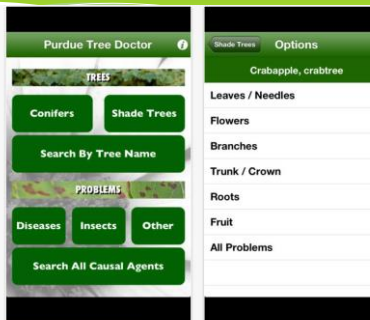 Purdue Tree Doctor i
TREES
Conifers Shade Trees
Search By Tree Name
PROBLEMS
Diseases Insects Other
Search All Causal Agents
Shade Trees Options
Crabapple, crabtree
Leaves / Needles
Flowers
Branches
Trunk / Crown
Roots
Fruit
All Problems